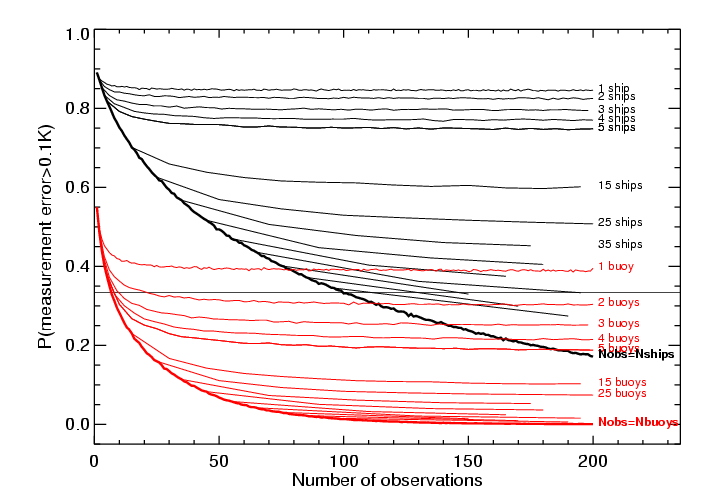 1.0
0.8
0.6
0.4
0.2
0.0
P(measurement error>0.1K)
1 ship
2 ships
3 ships
4 ships
5 ships
15 ships
25 ships
35 ships
1 buoy
2 buoys
3 buoys
4 buoys
5 buoys
Nobs=Nships
15 buoys
25 buoys
Nobs=Nbuoys
0 50 100 150 200
Number of observations